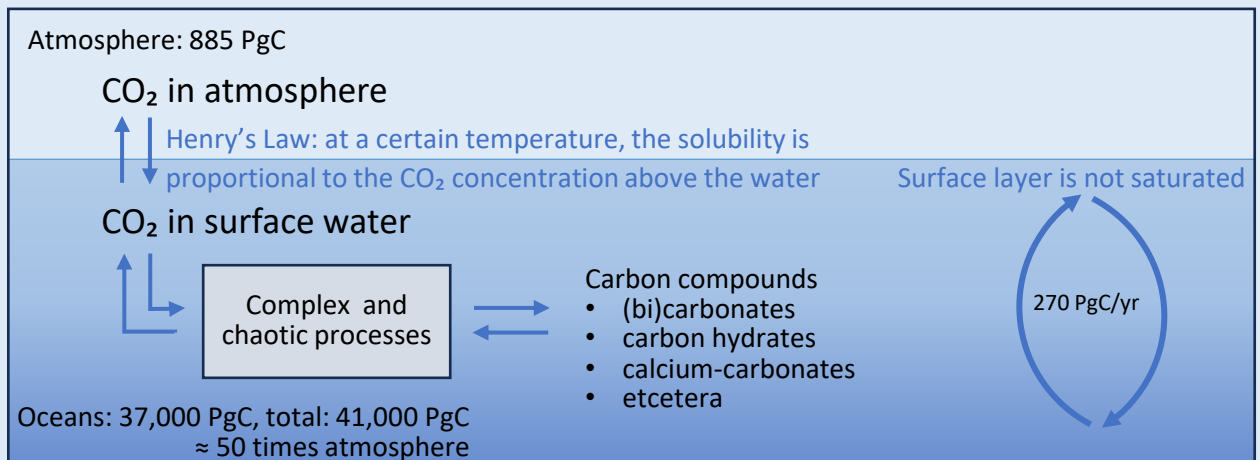 Atmosphere: 885 PgC
CO₂ in atmosphere
Henry's Law: at a certain temperature, the solubility is
proportional to the CO₂ concentration above the water
Surface layer is not saturated
CO₂ in surface water
Complex and
chaotic processes
Carbon compounds
• (bi)carbonates
• carbon hydrates
• calcium-carbonates
• etcetera
270 PgC/yr
Oceans: 37,000 PgC, total: 41,000 PgC
≈ 50 times atmosphere